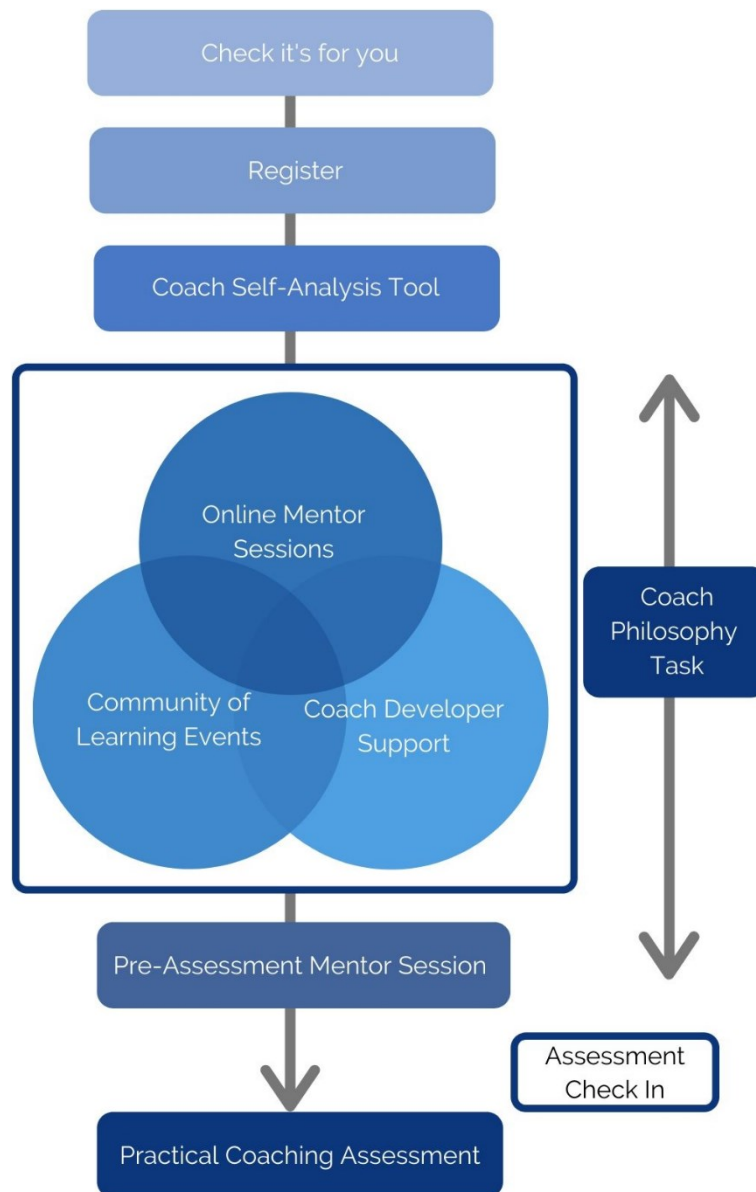 Check it's for you
Register
Coach Self-Analysis Tool
Online Mentor
Sessions
Community of
Learning Events
Coach Developer
Support
Coach
Philosophy
Task
Pre-Assessment Mentor Session
Assessment
Check In
Practical Coaching Assessment